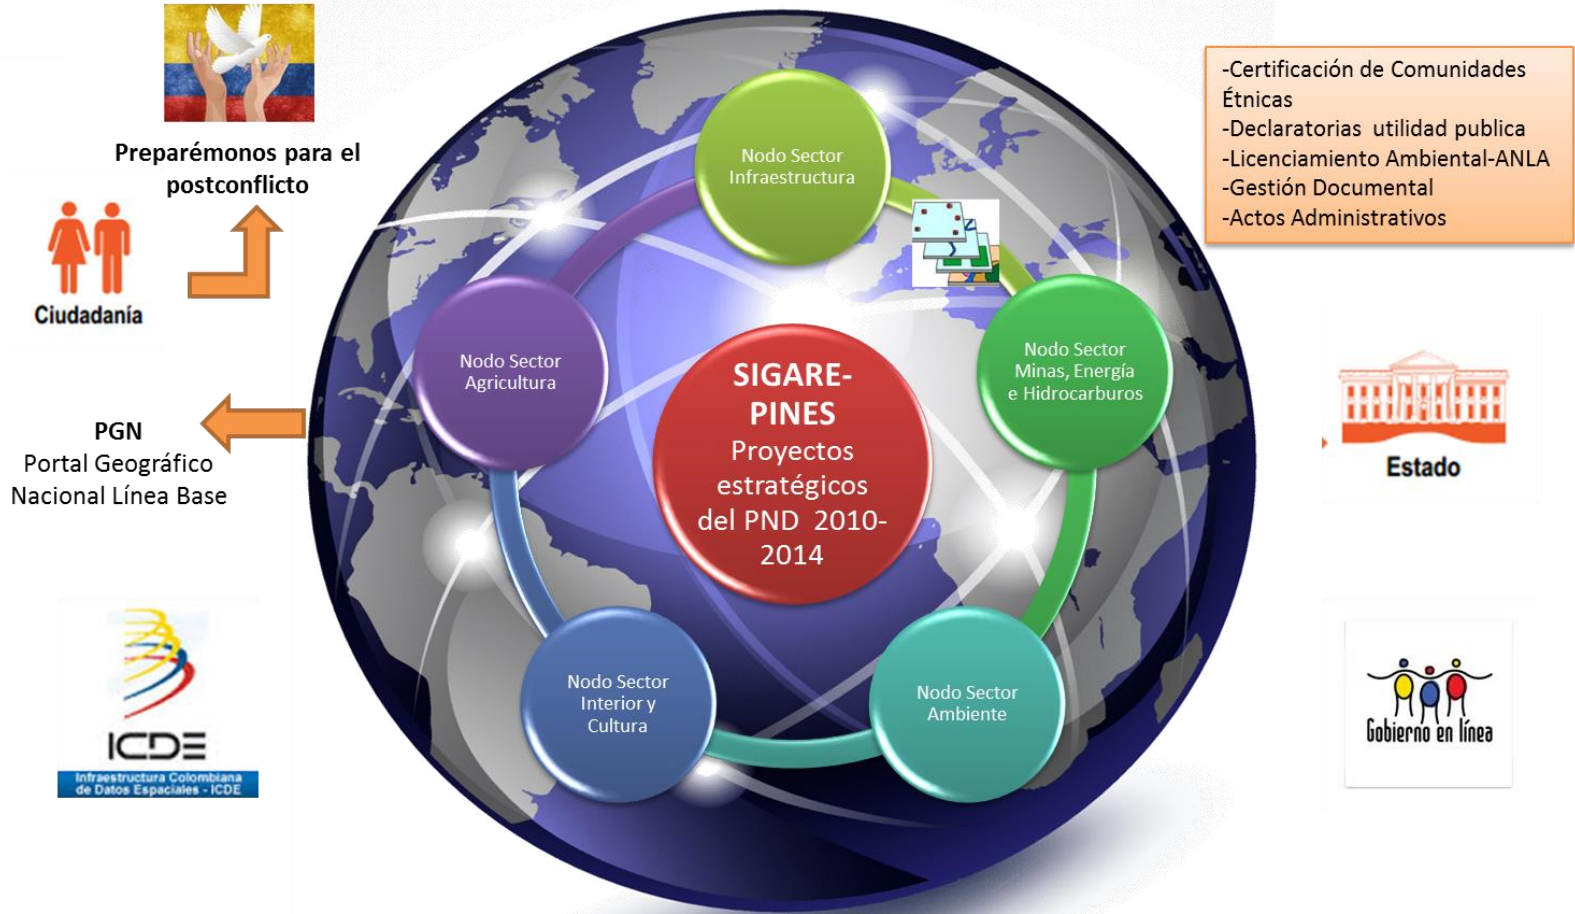 Preparémonos para el
postconflicto
Ciudadanía
PGN
Portal Geográfico
Nacional Línea Base
ICDE
Infraestructura Colombiana
de Datos Espaciales - ICDE
Nodo Sector
Infraestructura
Nodo Sector
Agricultura
SIGARE-
PINES
Proyectos
estratégicos
del PND 2010-
2014
Nodo Sector
Minas, Energía
e Hidrocarburos
Nodo Sector
Interior y
Cultura
Nodo Sector
Ambiente
-Certificación de Comunidades
Étnicas
-Declaratorias utilidad publica
-Licenciamiento Ambiental-ANLA
-Gestión Documental
-Actos Administrativos
Estado
Gobierno en línea